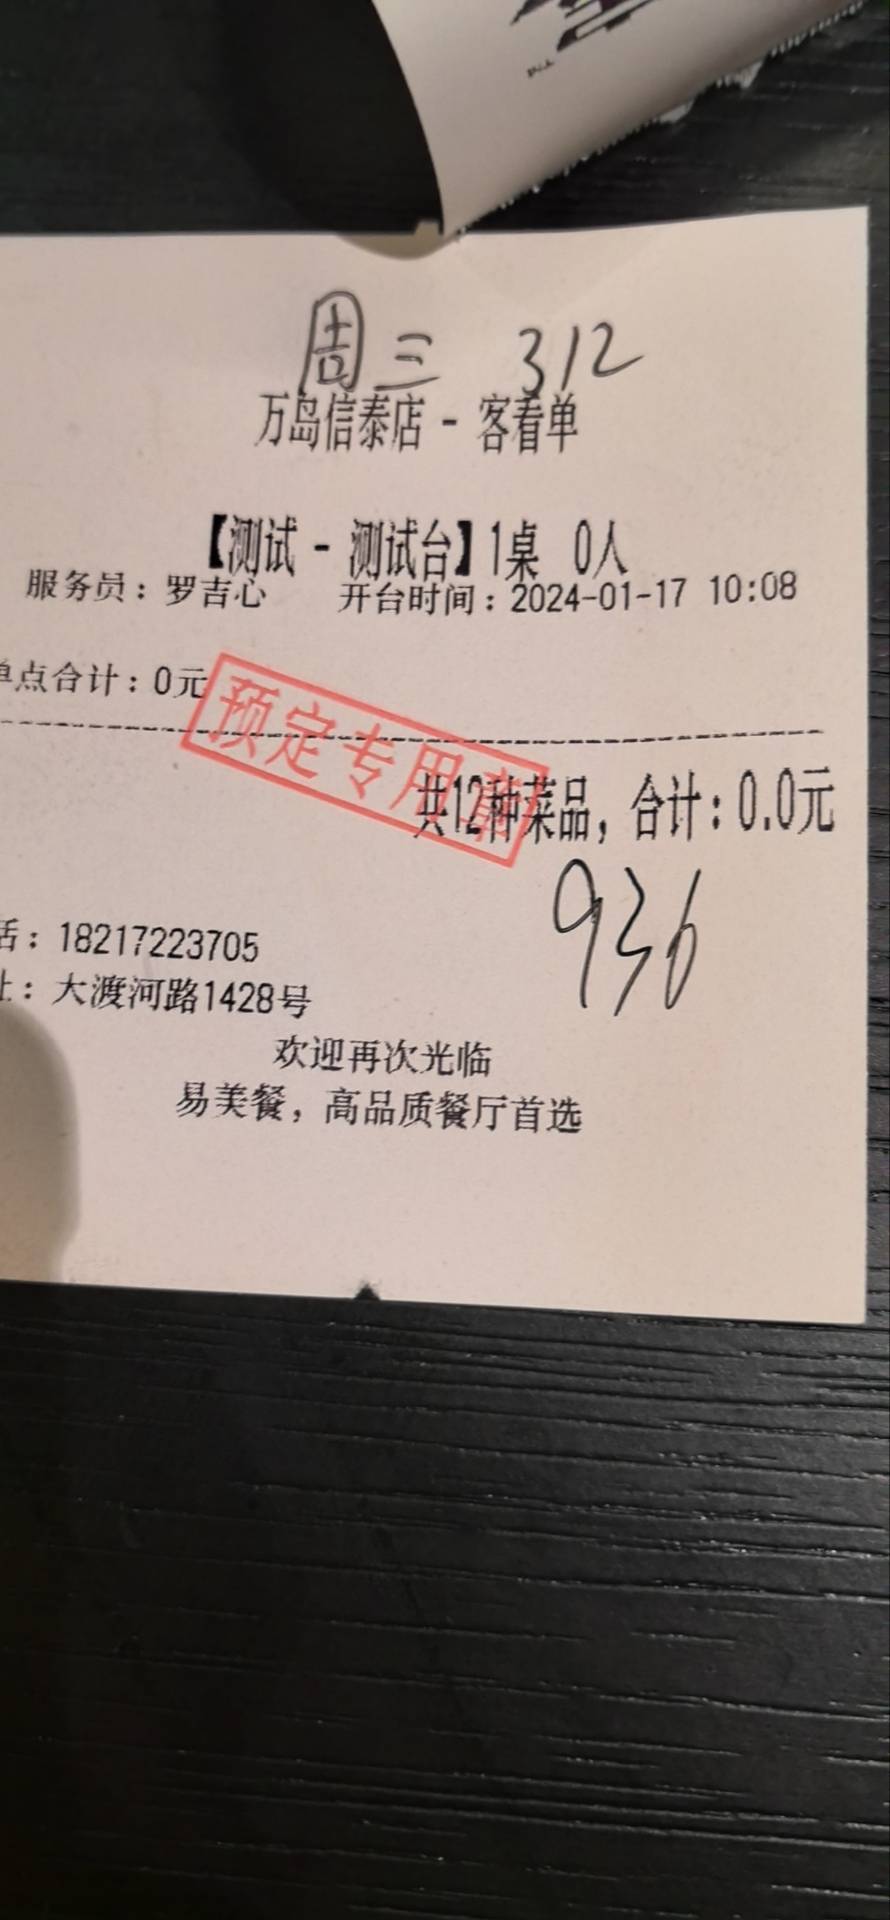 周三 312
万岛信泰店 - 客看单
【测试 - 测试台】1桌 0人
服务员：罗吉心 开台时间：2024-01-17 10:08
单点合计：0元
预定专用章
共12种菜品，合计：0.0元
936
话：18217223705
址：大渡河路1428号
欢迎再次光临
易美餐，高品质餐厅首选